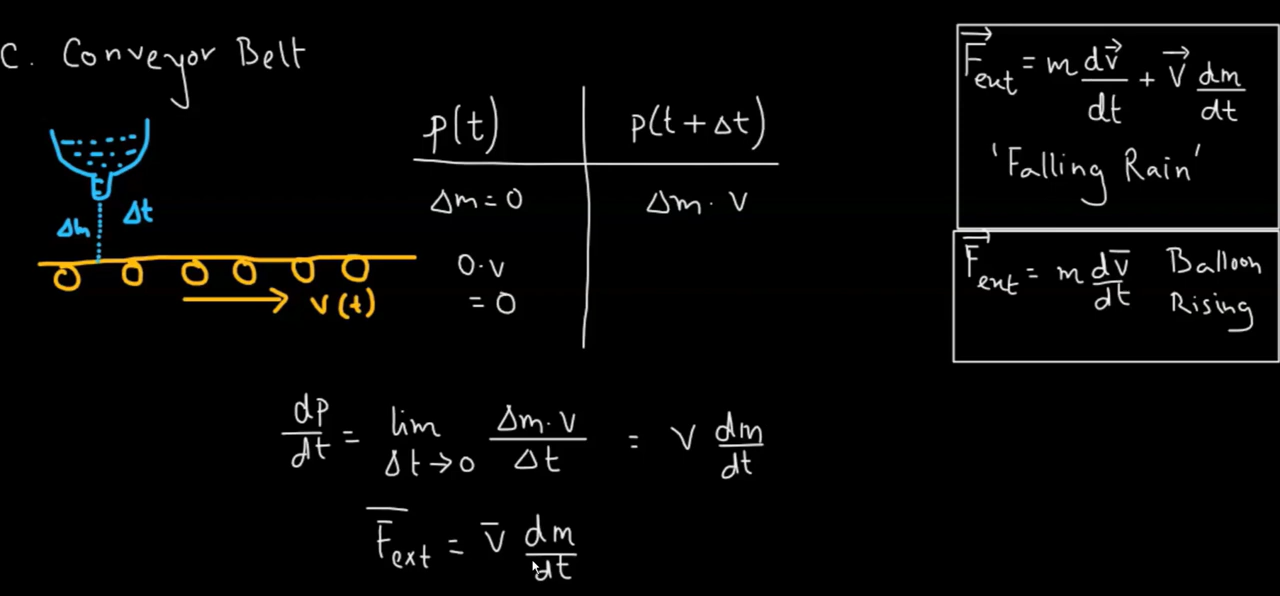 C. Conveyor Belt
Δm Δt
v(t)
p(t) p(t + Δt)
Δm = 0 Δm · v
0 · v
= 0
dp/dt = lim Δt→0 Δm · v / Δt = v dm/dt
F⃗ext = v̄ dm/dt
F⃗ext = m dv⃗/dt + v⃗ dm/dt
'Falling Rain'
F⃗ext = m dv̄/dt Balloon
Rising